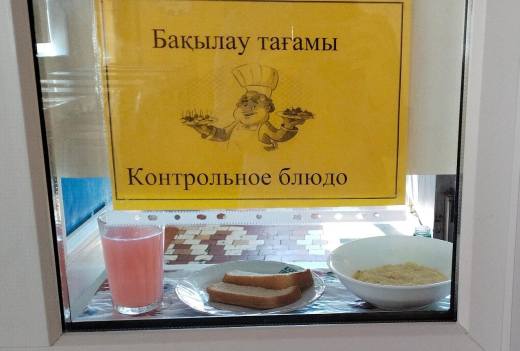 Бақылау тағамы
Контрольное блюдо